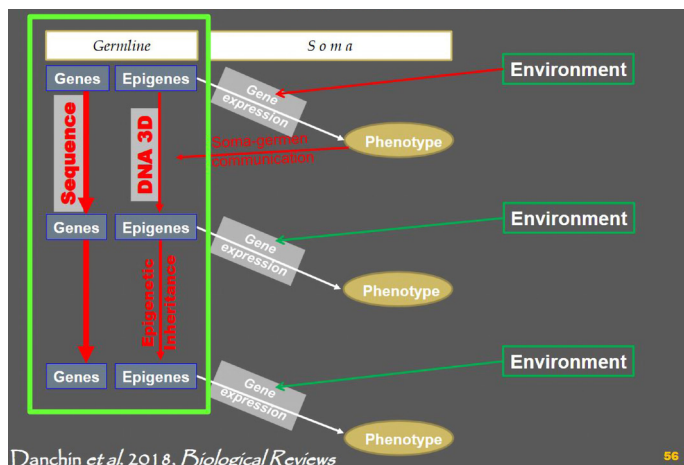 Germline
S o m a
Genes
Epigenes
Environment
Gene
expression
Sequence
DNA 3D
Soma-germen
communication
Phenotype
Genes
Epigenes
Environment
Gene
expression
Epigenetic
Inheritance
Phenotype
Genes
Epigenes
Environment
Gene
expression
Phenotype
Danchin et al. 2018. Biological Reviews
56